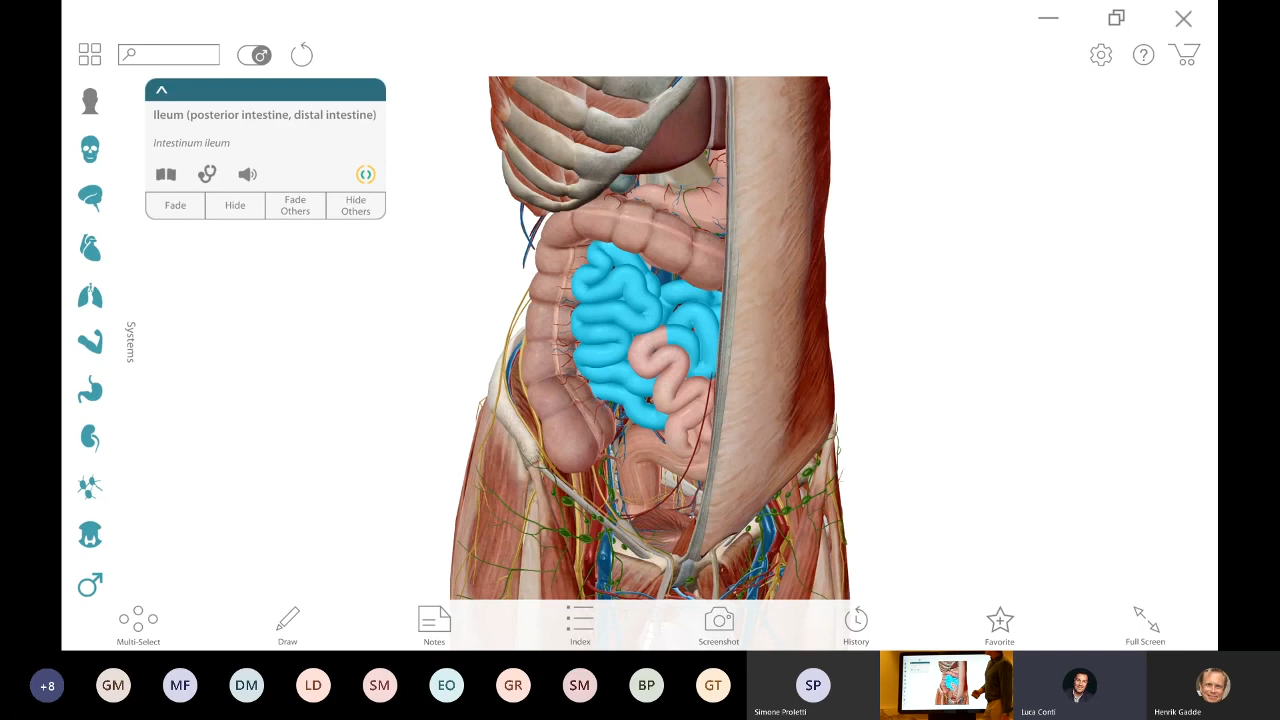 Ileum (posterior intestine, distal intestine)
Intestinum ileum
Fade
Hide
Fade
Others
Hide
Others
Systems
Multi-Select
Draw
Notes
Index
Screenshot
History
Favorite
Full Screen
+8
GM
MF
DM
LD
SM
EO
GR
SM
BP
GT
SP
Simone Proletti
Luca Conti
Henrik Gadde